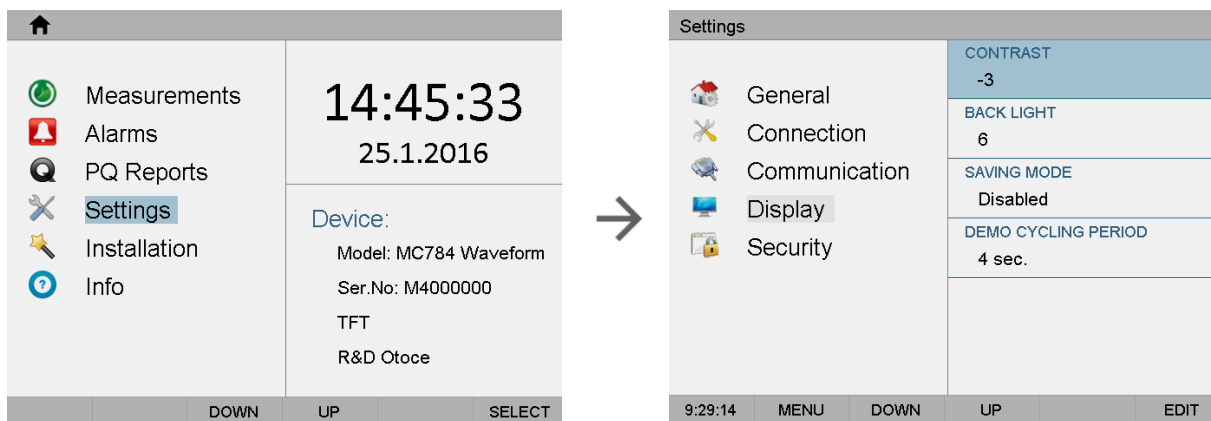 Measurements
Alarms
PQ Reports
Settings
Installation
Info
14:45:33
25.1.2016
Device:
Model: MC784 Waveform
Ser.No: M4000000
TFT
R&D Otoce
DOWN UP SELECT
Settings
General
Connection
Communication
Display
Security
CONTRAST
-3
BACK LIGHT
6
SAVING MODE
Disabled
DEMO CYCLING PERIOD
4 sec.
9:29:14 MENU DOWN UP EDIT